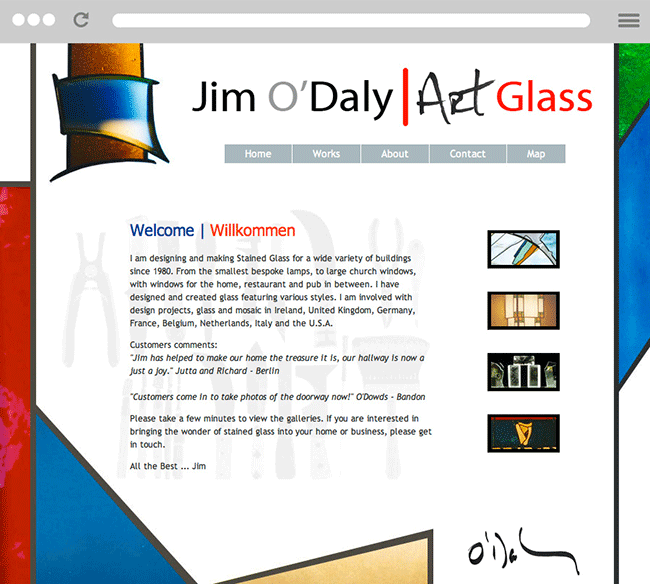 Jim O'Daly | Art Glass
Home Works About Contact Map
Welcome | Willkommen
I am designing and making Stained Glass for a wide variety of buildings
since 1980. From the smallest bespoke lamps, to large church windows,
with windows for the home, restaurant and pub in between. I have
designed and created glass featuring various styles. I am involved with
design projects, glass and mosaic in Ireland, United Kingdom, Germany,
France, Belgium, Netherlands, Italy and the U.S.A.
Customers comments:
"Jim has helped to make our home the treasure it is, our hallway is now a
just a joy." Jutta and Richard - Berlin
"Customers come in to take photos of the doorway now!" O'Dowds - Bandon
Please take a few minutes to view the galleries. If you are interested in
bringing the wonder of stained glass into your home or business, please get
in touch.
All the Best ... Jim
O'Daly